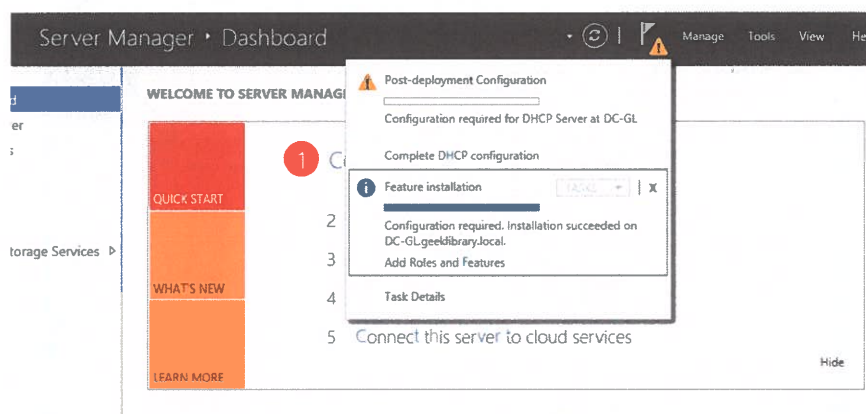 Server Manager • Dashboard
Manage Tools View He
d
er
s
torage Services
WELCOME TO SERVER MANAG
QUICK START
WHAT'S NEW
LEARN MORE
1 C
2
3
4
5 Connect this server to cloud services
Hide
Post-deployment Configuration
Configuration required for DHCP Server at DC-GL
Complete DHCP configuration
Feature installation TASKS X
Configuration required. Installation succeeded on
DC-GL.geeklibrary.local.
Add Roles and Features
Task Details